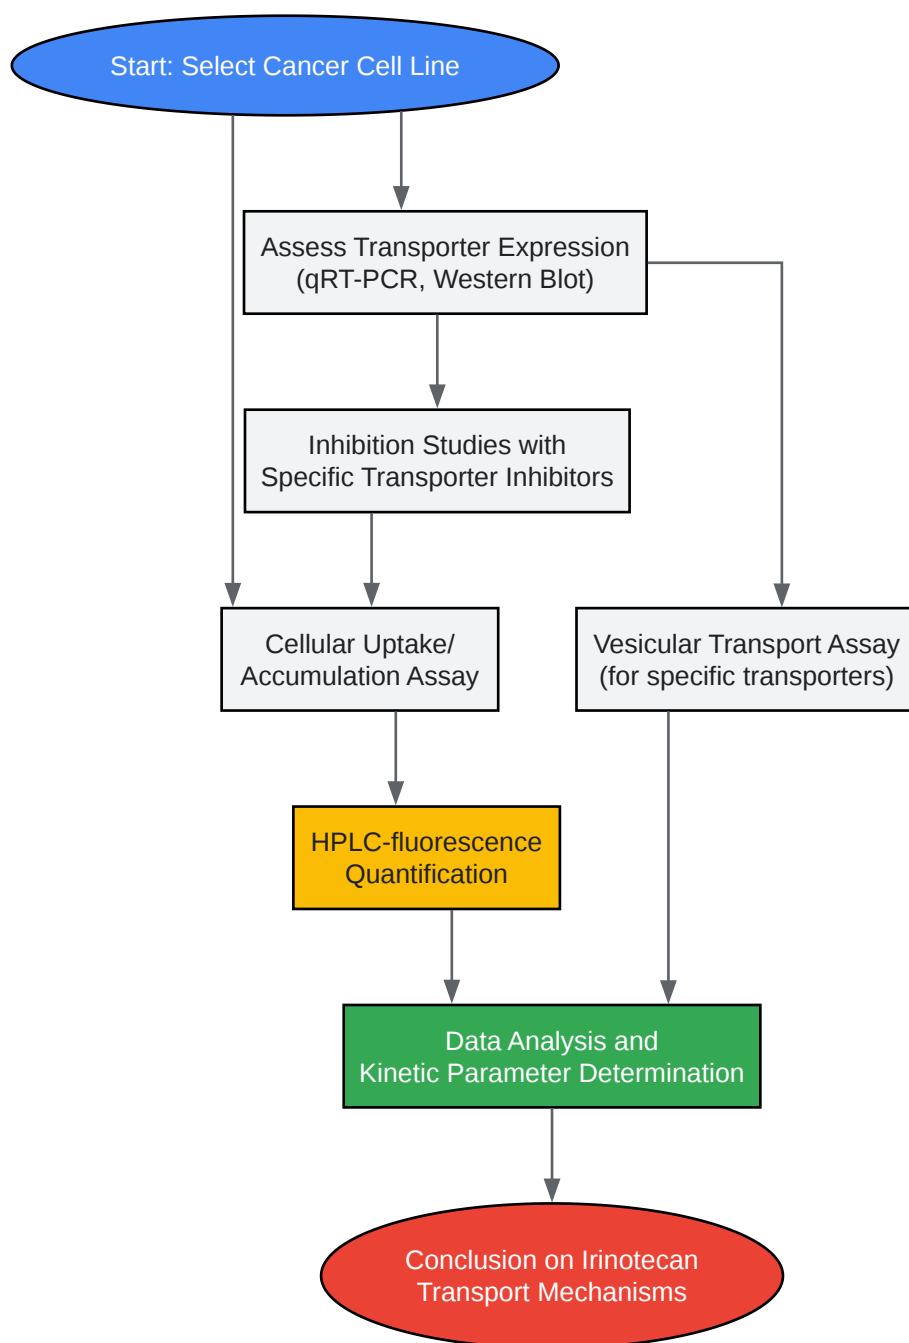 Start: Select Cancer Cell Line
Assess Transporter Expression
(qRT-PCR, Western Blot)
Inhibition Studies with
Specific Transporter Inhibitors
Cellular Uptake/
Accumulation Assay
Vesicular Transport Assay
(for specific transporters)
HPLC-fluorescence
Quantification
Data Analysis and
Kinetic Parameter Determination
Conclusion on Irinotecan
Transport Mechanisms